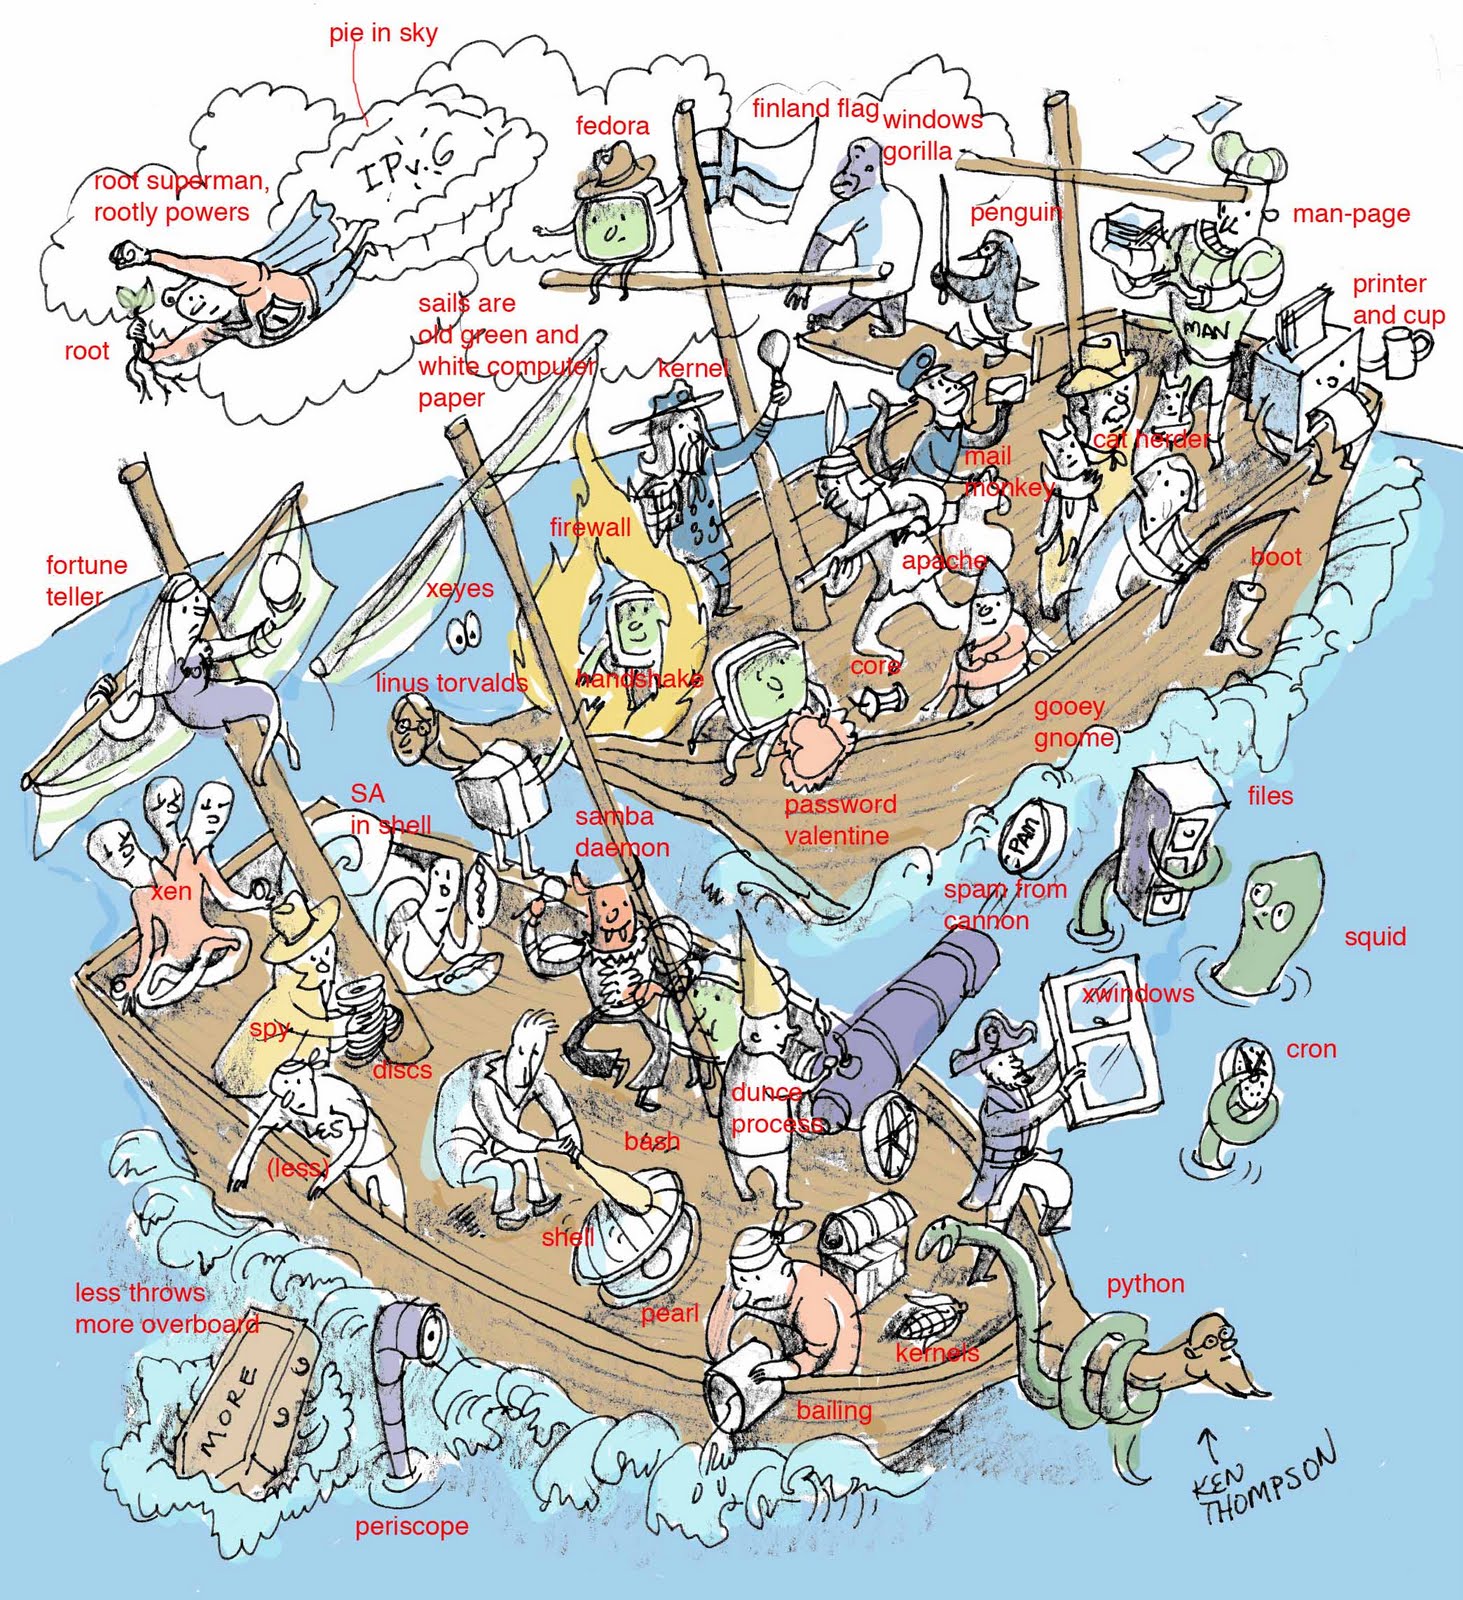 pie in sky
finland flag
windows
gorilla
fedora
IPv.6
root superman,
rootly powers
penguin
man-page
printer
and cup
sails are
old green and
white computer
paper
MAN
root
kernel
cat herder
mail
monkey
firewall
apache
boot
fortune
teller
xeyes
core
handshake
linus torvalds
gooey
gnome
password
valentine
files
SA
in shell
samba
daemon
SPAM
spam from
cannon
xen
squid
xwindows
spy
cron
discs
dunce
process
LES
bash
(less)
shell
python
less throws
more overboard
pearl
kernels
MORE
bailing
periscope
KEN
THOMPSON